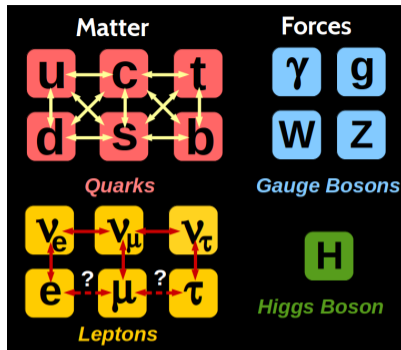 Matter
Forces
u c t
γ g
d s b
W Z
Quarks
Gauge Bosons
νe νμ ντ
H
? ?
e μ τ
Higgs Boson
Leptons